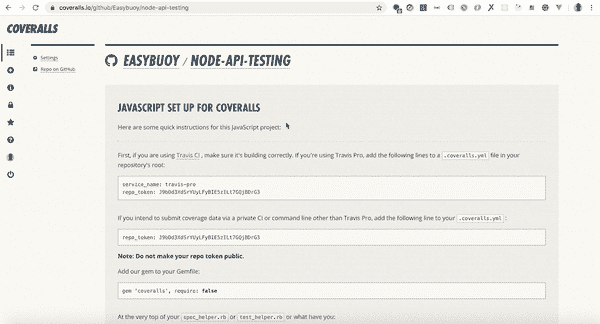 coveralls.io/github/Easybuoy/node-api-testing
COVERALLS
Settings
Repo on GitHub
EASYBUOY / NODE-API-TESTING
JAVASCRIPT SET UP FOR COVERALLS
Here are some quick instructions for this JavaScript project:
First, if you are using Travis CI , make sure it's building correctly. If you're using Travis Pro, add the following lines to a .coveralls.yml file in your
repository's root:
service_name: travis-pro
repo_token:
If you intend to submit coverage data via a private CI or command line other than Travis Pro, add the following line to your .coveralls.yml :
repo_token:
Note: Do not make your repo token public.
Add our gem to your Gemfile:
gem 'coveralls', require: false
At the very top of your spec_helper.rb or test_helper.rb or what have you: